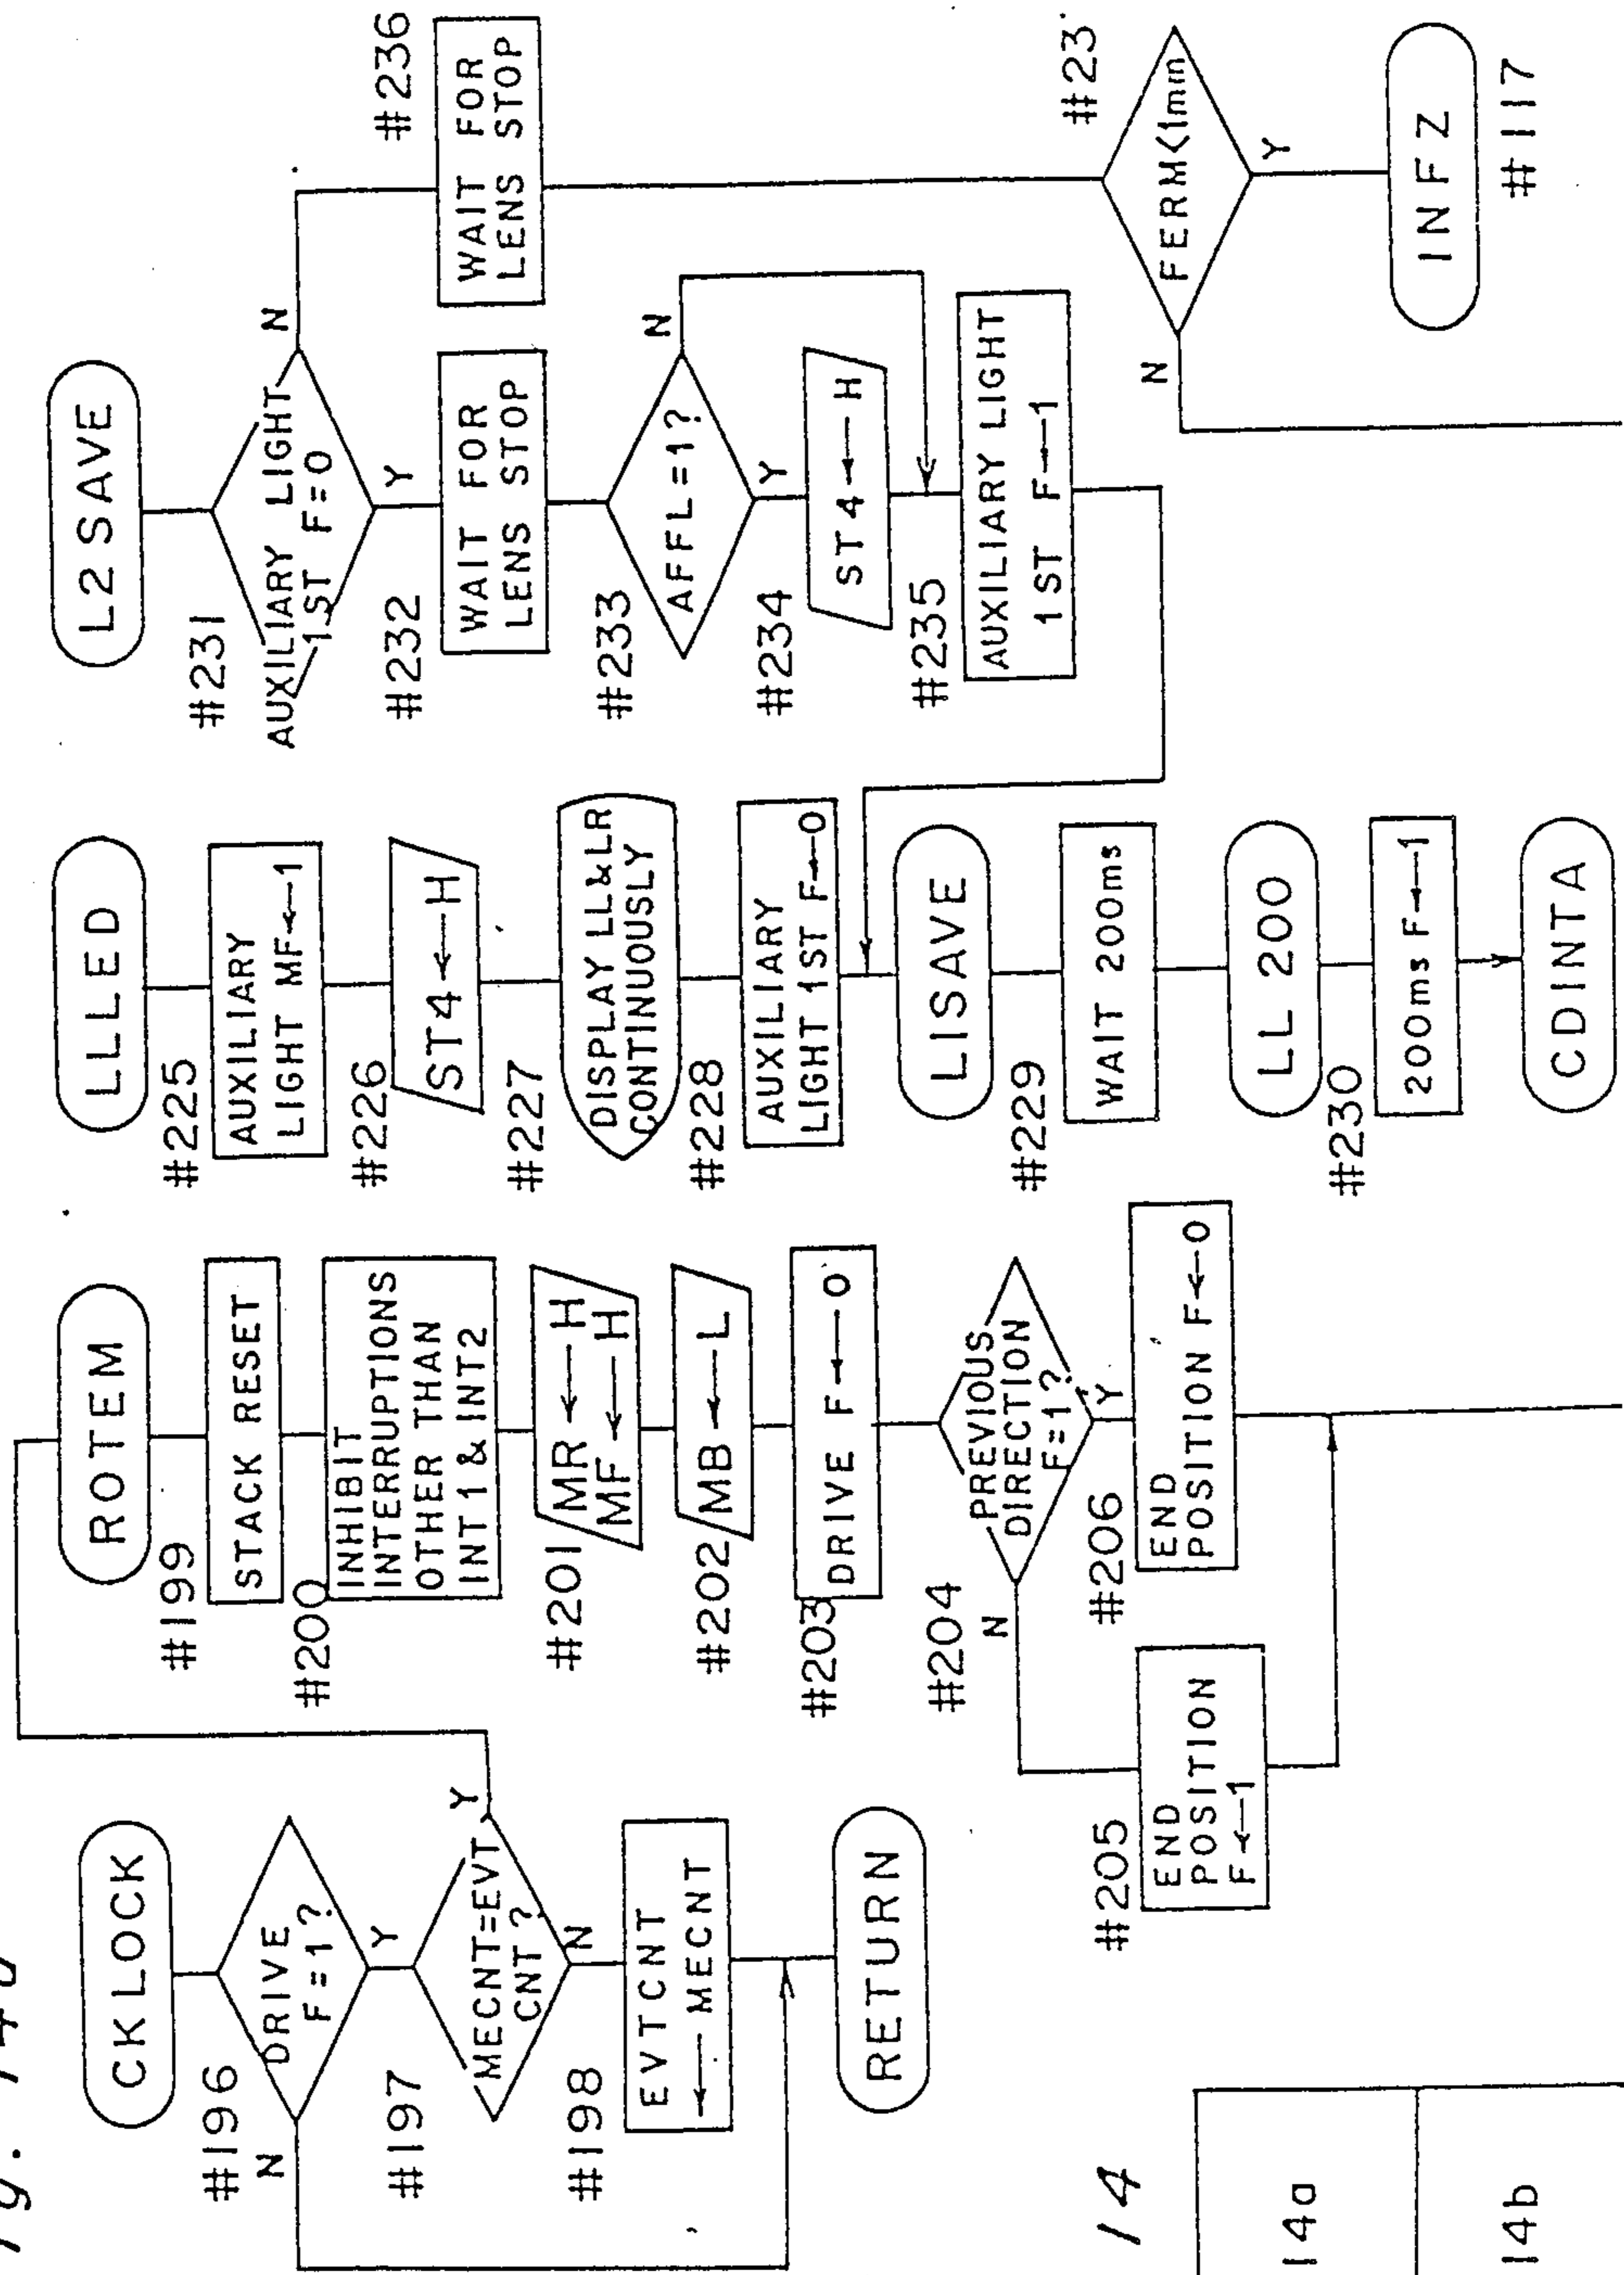 CKLOCK
#196
DRIVE
F=1?
N
Y
#197
MECNT=EVT
CNT?
Y
N
#198
EVTCNT
←MECNT
RETURN
14
14a
14b
ROTEM
#199
STACK RESET
#200
INHIBIT
INTERRUPTIONS
OTHER THAN
INT1 & INT2
#201
MR←H
MF←H
#202
MB←L
#203
DRIVE F←0
#204
PREVIOUS
DIRECTION
F=1?
N
Y
#205
END
POSITION
F←1
#206
END
POSITION F←0
LLLED
#225
AUXILIARY
LIGHT MF←1
#226
ST4←H
#227
DISPLAY LL&LR
CONTINUOUSLY
#228
AUXILIARY
LIGHT 1ST F←0
LISAVE
#229
WAIT 200ms
LL 200
#230
200ms F←1
CDINTA
L2SAVE
#231
AUXILIARY LIGHT
1ST F=0
N
Y
#232
WAIT FOR
LENS STOP
#233
AFFL=1?
N
Y
#234
ST4←H
#235
AUXILIARY LIGHT
1ST F←1
#236
WAIT FOR
LENS STOP
#23
FERM<1mm
N
Y
INFZ
#117